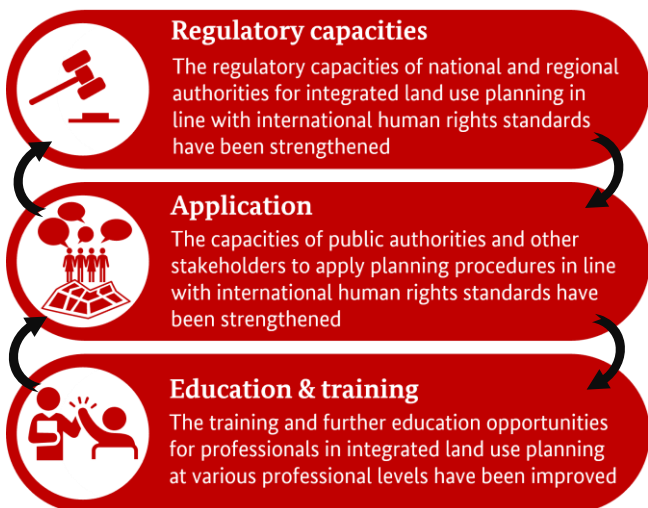 Regulatory capacities
The regulatory capacities of national and regional
authorities for integrated land use planning in
line with international human rights standards
have been strengthened
Application
The capacities of public authorities and other
stakeholders to apply planning procedures in line
with international human rights standards have
been strengthened
Education & training
The training and further education opportunities
for professionals in integrated land use planning
at various professional levels have been improved